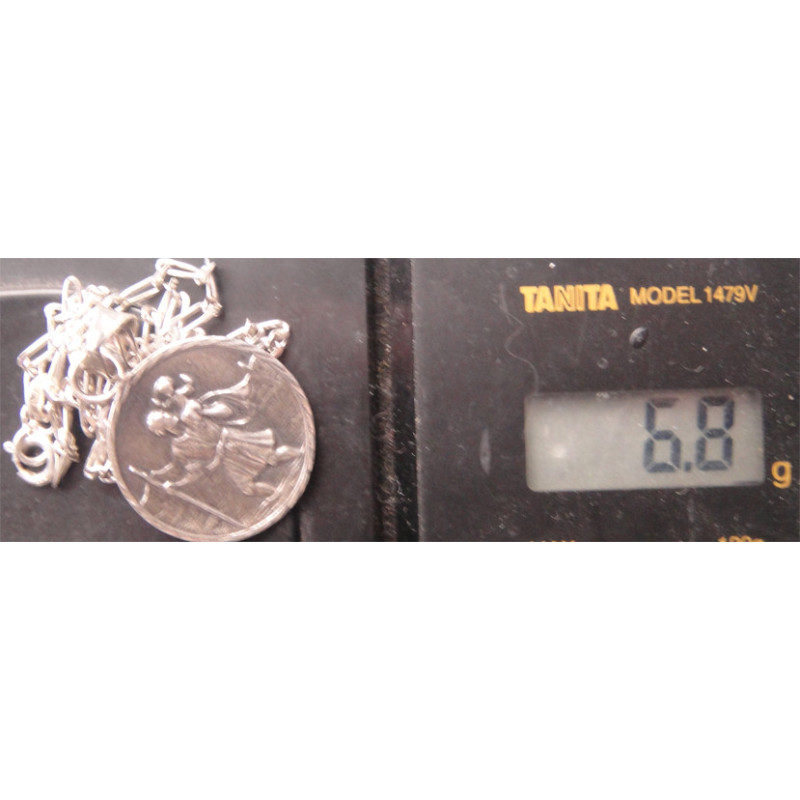 TANITA MODEL 1479V
6.8 g